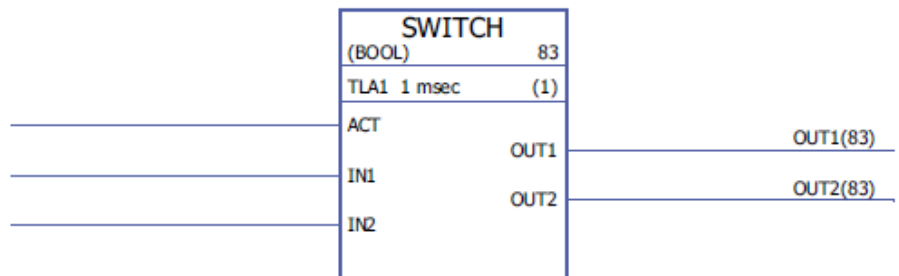 SWITCH
(BOOL) 83
TLA1 1 msec (1)
ACT
OUT1 OUT1(83)
IN1
OUT2 OUT2(83)
IN2